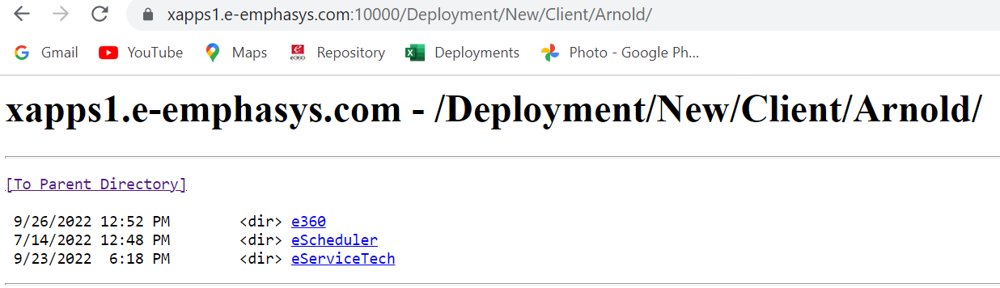 xapps1.e-emphasys.com:10000/Deployment/New/Client/Arnold/
Gmail YouTube Maps e360 Repository Deployments Photo - Google Ph...
xapps1.e-emphasys.com - /Deployment/New/Client/Arnold/
[To Parent Directory]
9/26/2022 12:52 PM <dir> e360
7/14/2022 12:48 PM <dir> eScheduler
9/23/2022 6:18 PM <dir> eServiceTech